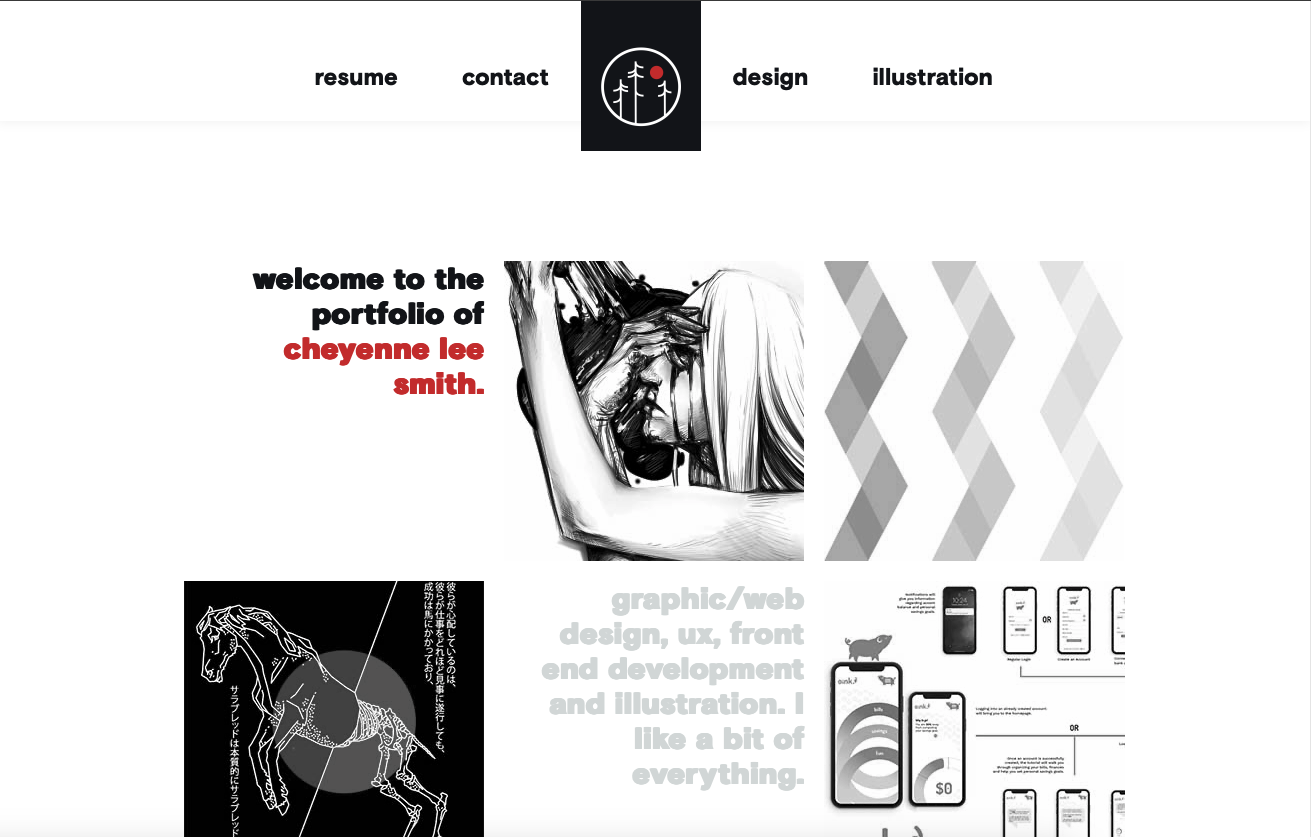 resume
contact
design
illustration
welcome to the
portfolio of
cheyenne lee
smith.
彼らが心配しているのは、
彼らが仕事をどれほど見事に遂行しても、
成功は馬にかかっており、
サラブレッドは本質的にサラブレッド
graphic/web
design, ux, front
end development
and illustration. I
like a bit of
everything.
Notifications will
give you information
regarding account
balance and personal
savings goals.
10:24
OR
Regular Login
Create an account
oink.
bills
savings
fun
oink.
$0
Logging into an already created account
will bring you to the homepage.
OR
Once an account is successfully
created, the tutorial will walk you
through organizing your bills, finances
and help you set personal savings goals.